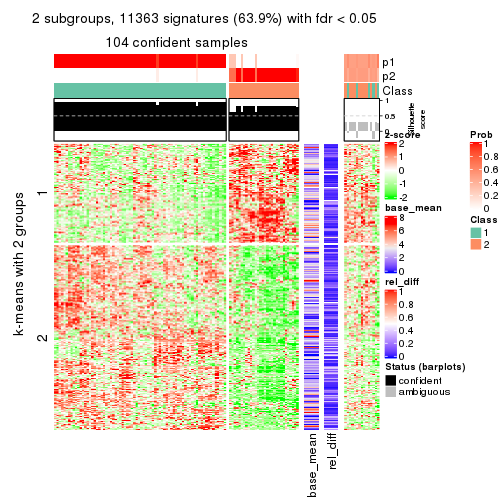 2 subgroups, 11363 signatures (63.9%) with fdr < 0.05
104 confident samples
p1
p2
Class
1
0.5
0
Silhouette
score
k-means with 2 groups
1
2
base_mean
rel_diff
z-score
2
1
0
-1
-2
base_mean
8
6
4
2
0
rel_diff
1
0.8
0.6
0.4
0.2
0
Status (barplots)
confident
ambiguous
Prob
1
0.8
0.6
0.4
0.2
0
Class
1
2